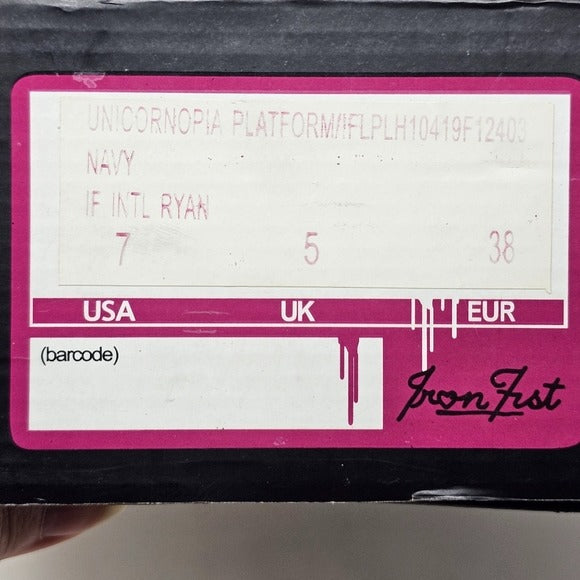 UNICORNOPIA PLATFORM/IFLPLH10419F12403
NAVY
IF INTL RYAN
7 5 38
USA UK EUR
(barcode)
Iron Fist